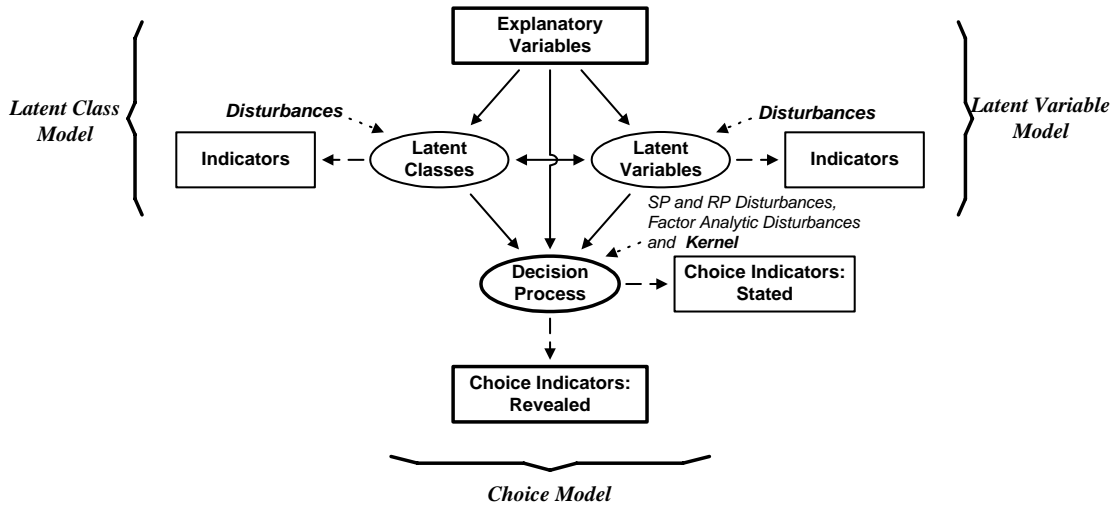 Explanatory
Variables
Latent Class
Model
Latent Variable
Model
Disturbances
Disturbances
Indicators
Latent
Classes
Latent
Variables
Indicators
SP and RP Disturbances,
Factor Analytic Disturbances
and Kernel
Decision
Process
Choice Indicators:
Stated
Choice Indicators:
Revealed
Choice Model